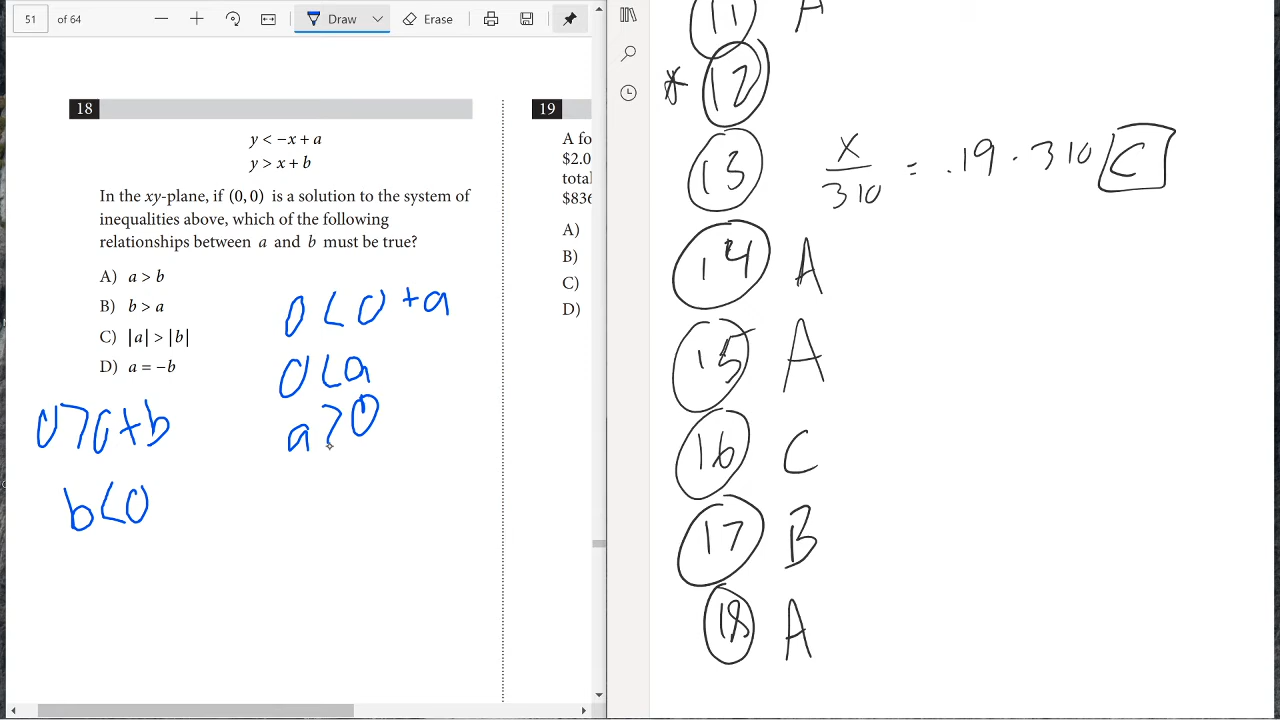 51 of 64
Draw
Erase
18
y < −x + a
y > x + b
In the xy-plane, if (0, 0) is a solution to the system of
inequalities above, which of the following
relationships between a and b must be true?
A) a > b
B) b > a
C) |a| > |b|
D) a = −b
0 < 0 + a
0 < a
a > 0
0 > 0 + b
b < 0
19
A fo
$2.0
total
$836
A)
B)
C)
D)
11 A
* 12
13 x/310 = .19 · 310 C
14 A
15 A
16 C
17 B
18 A